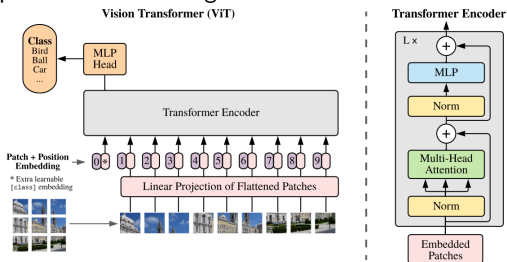 Vision Transformer (ViT)
Class
Bird
Ball
Car
...
MLP
Head
Transformer Encoder
Patch + Position
Embedding
* Extra learnable
[class] embedding
0 * 1 2 3 4 5 6 7 8 9
Linear Projection of Flattened Patches
Transformer Encoder
L ×
+
MLP
Norm
+
Multi-Head
Attention
Norm
Embedded
Patches